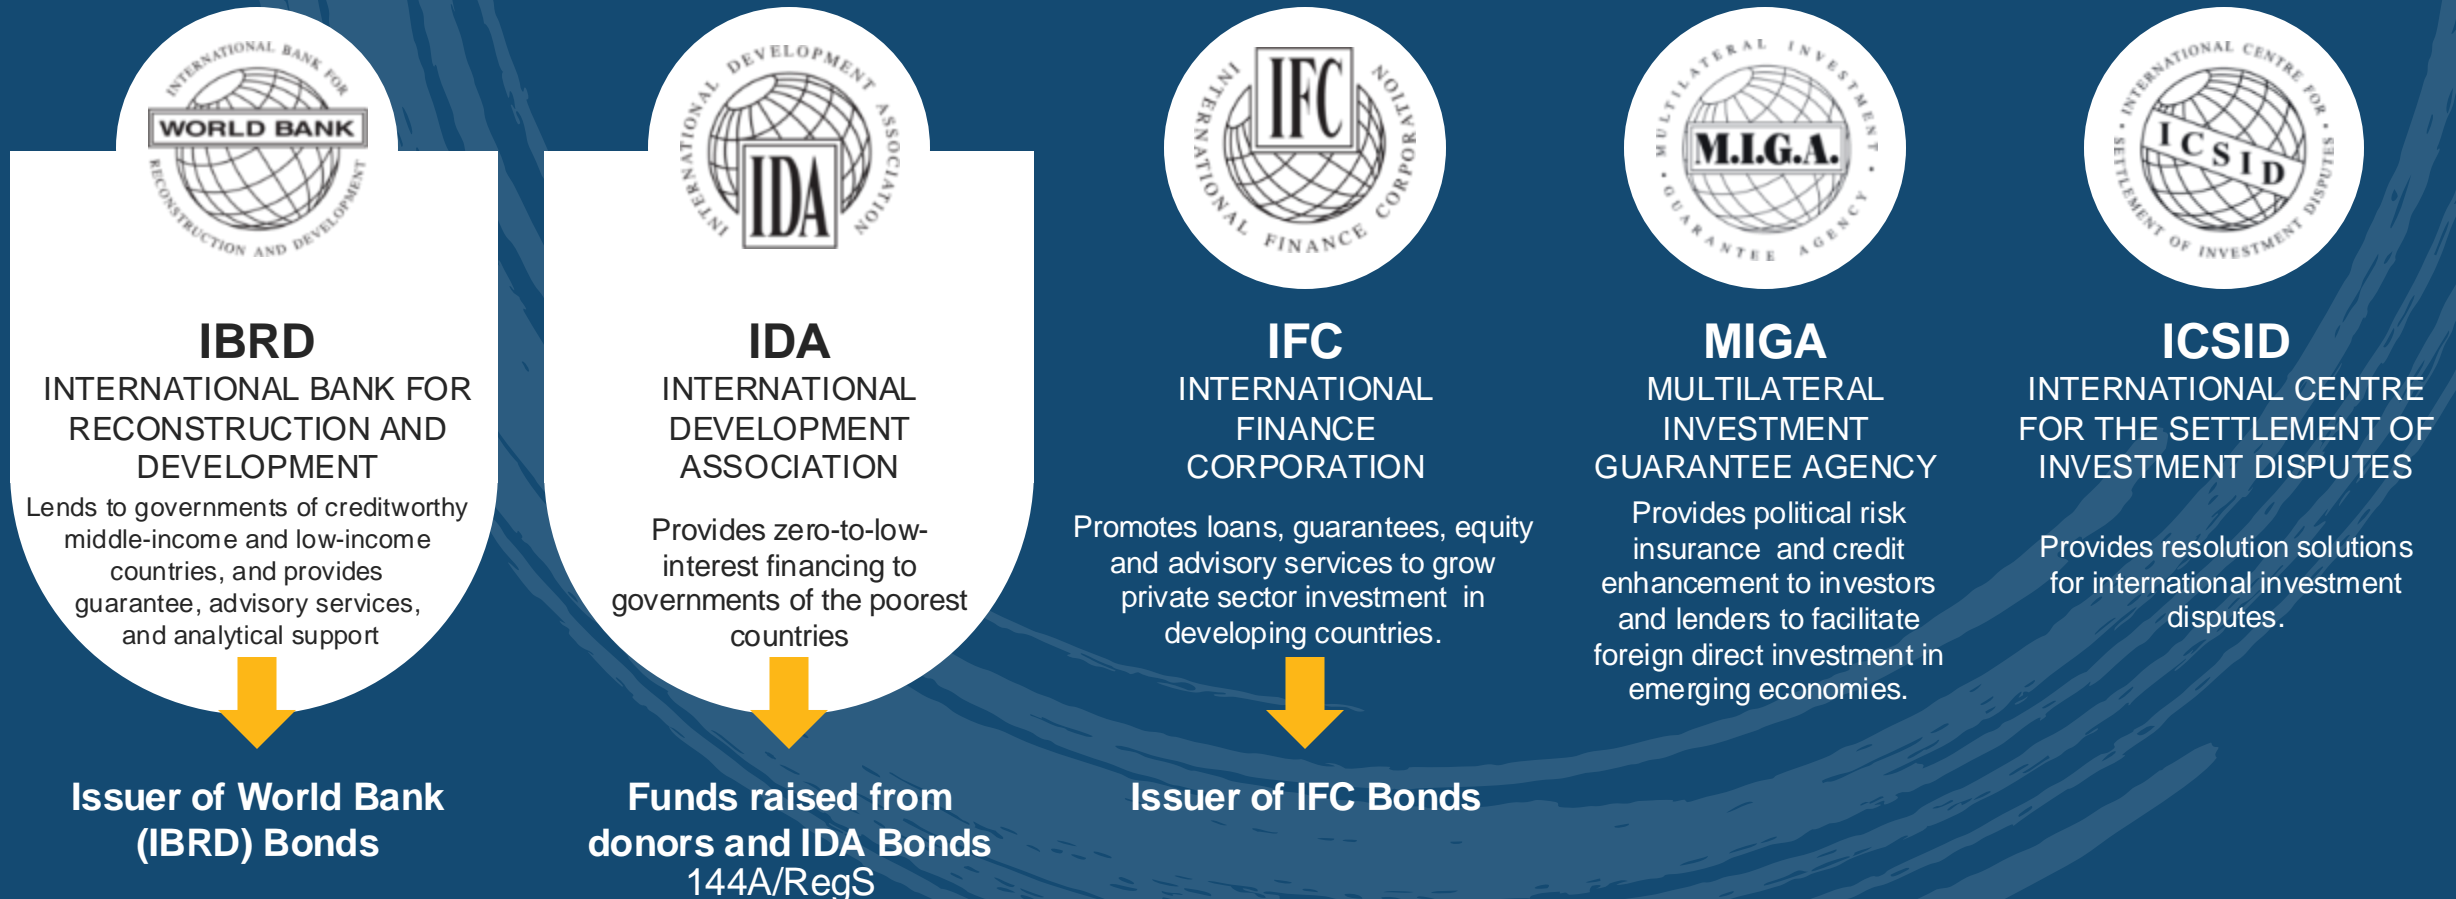 INTERNATIONAL BANK FOR
WORLD BANK
RECONSTRUCTION AND DEVELOPMENT
IBRD
INTERNATIONAL BANK FOR
RECONSTRUCTION AND
DEVELOPMENT
Lends to governments of creditworthy
middle-income and low-income
countries, and provides
guarantee, advisory services,
and analytical support
Issuer of World Bank
(IBRD) Bonds
INTERNATIONAL DEVELOPMENT ASSOCIATION
IDA
IDA
INTERNATIONAL
DEVELOPMENT
ASSOCIATION
Provides zero-to-low-
interest financing to
governments of the poorest
countries
Funds raised from
donors and IDA Bonds
144A/RegS
IFC
INTERNATIONAL FINANCE CORPORATION
IFC
INTERNATIONAL
FINANCE
CORPORATION
Promotes loans, guarantees, equity
and advisory services to grow
private sector investment in
developing countries.
Issuer of IFC Bonds
MULTILATERAL INVESTMENT
M.I.G.A.
• GUARANTEE AGENCY •
MIGA
MULTILATERAL
INVESTMENT
GUARANTEE AGENCY
Provides political risk
insurance and credit
enhancement to investors
and lenders to facilitate
foreign direct investment in
emerging economies.
• INTERNATIONAL CENTRE FOR •
ICSID
SETTLEMENT OF INVESTMENT DISPUTES
ICSID
INTERNATIONAL CENTRE
FOR THE SETTLEMENT OF
INVESTMENT DISPUTES
Provides resolution solutions
for international investment
disputes.